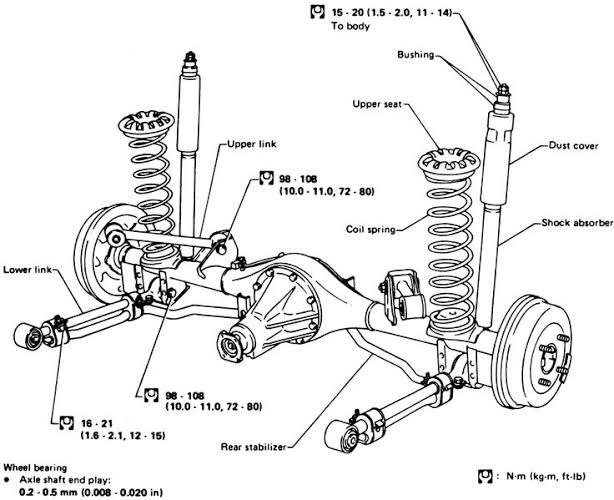 15 - 20 (1.5 - 2.0, 11 - 14)
To body
Bushing
Upper seat
Upper link
Dust cover
98 - 108
(10.0 - 11.0, 72 - 80)
Coil spring
Shock absorber
Lower link
98 - 108
(10.0 - 11.0, 72 - 80)
16 - 21
(1.6 - 2.1, 12 - 15)
Rear stabilizer
Wheel bearing
● Axle shaft end play:
0.2 - 0.5 mm (0.008 - 0.020 in)
: N·m (kg-m, ft-lb)